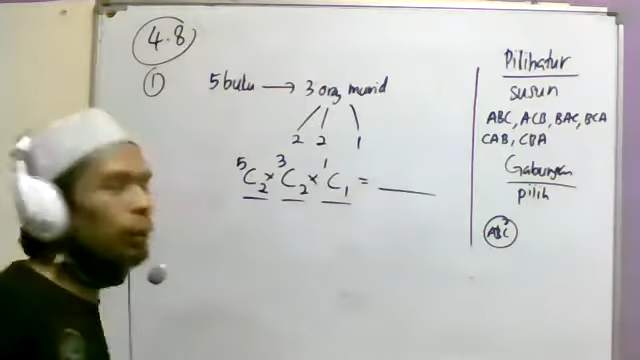 4.8
① 5 buku → 3 org murid
2 2 1
⁵C₂ × ³C₂ × ¹C₁ = ____
Pilihatur
susun
ABC, ACB, BAC, BCA
CAB, CBA
Gabungan
pilih
ABC